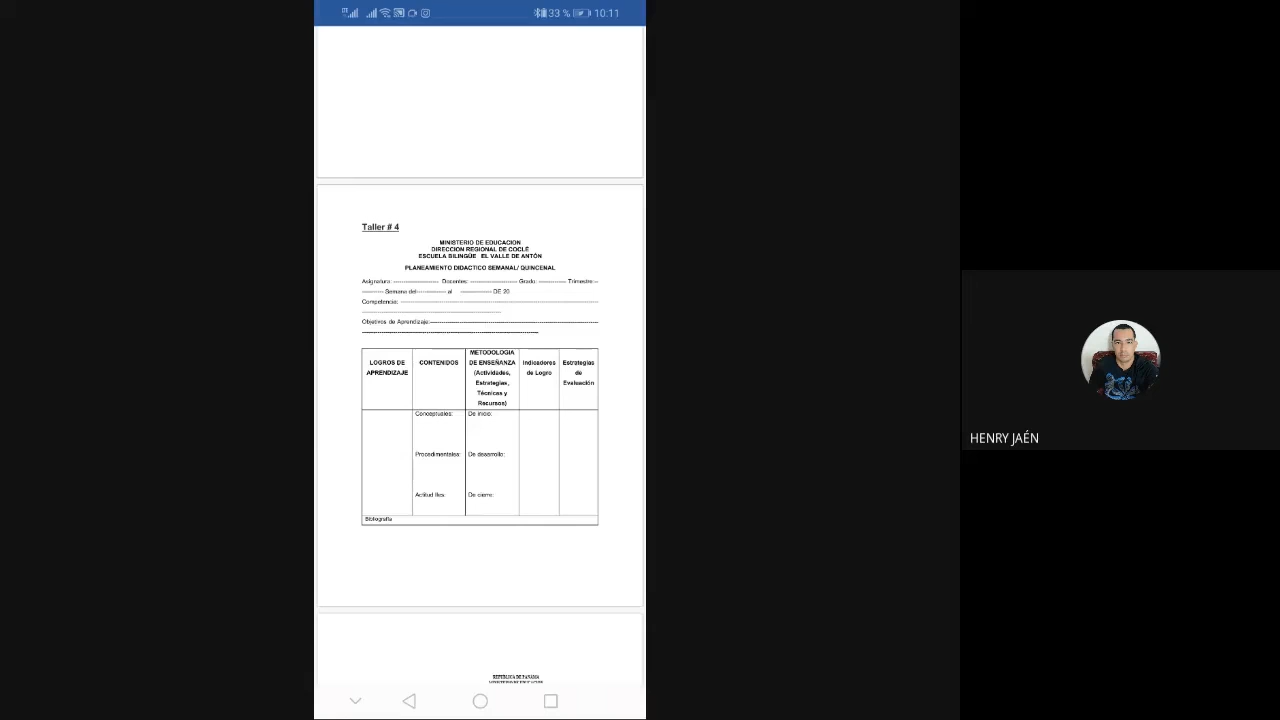 33 % 10:11
Taller # 4
MINISTERIO DE EDUCACION
DIRECCION REGIONAL DE COCLÉ
ESCUELA BILINGÜE EL VALLE DE ANTÓN
PLANEAMIENTO DIDACTICO SEMANAL/ QUINCENAL
Asignatura: -------------------- Docentes: --------------------- Grado: ------------ Trimestre:--
---------- Semana del-------------- al -------------- DE 20
Competencia: ------------------------------------------------------------------------------------------
----------------------------------------------------------------
Objetivos de Aprendizaje:----------------------------------------------------------------------------
--------------------------------------------------------------------------------
LOGROS DE
APRENDIZAJE
CONTENIDOS
METODOLOGIA
DE ENSEÑANZA
(Actividades,
Estrategias,
Técnicas y
Recursos)
Indicadores
de Logro
Estrategias
de
Evaluación
Conceptuales:
De inicio:
Procedimentales:
De desarrollo:
De cierre:
Bibliografía
REPÚBLICA DE PANAMÁ
HENRY JAÉN